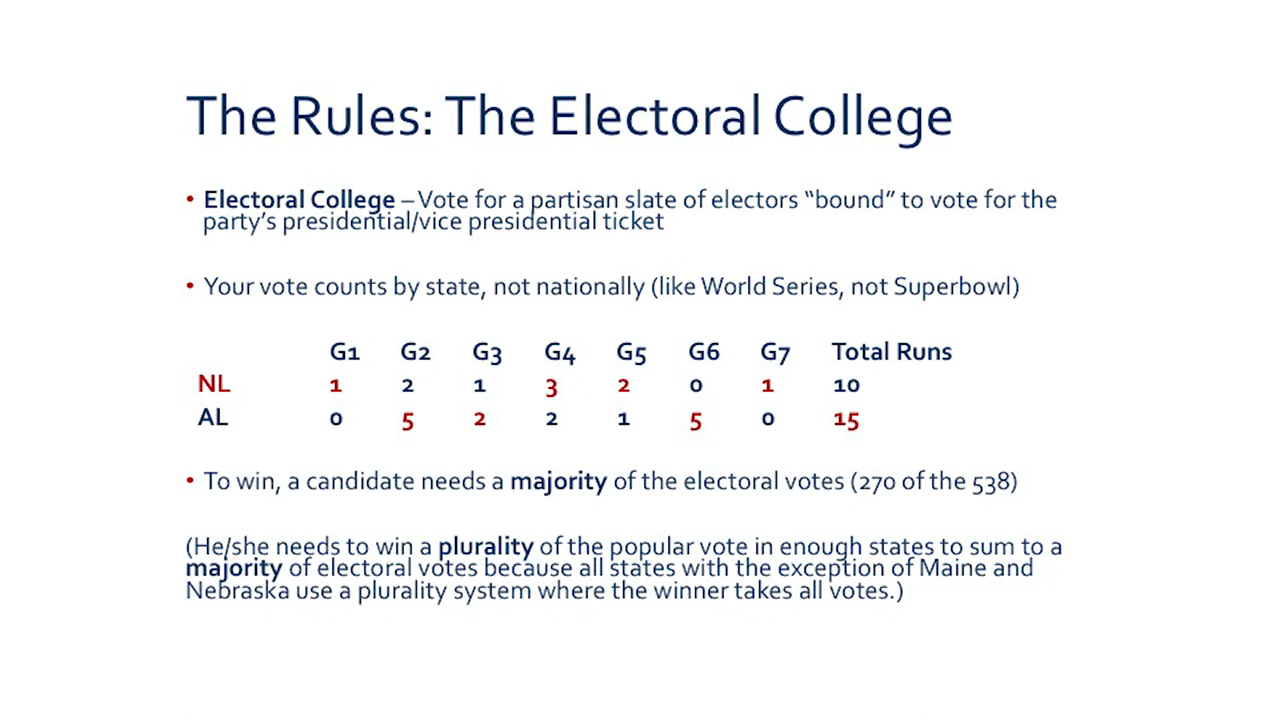 The Rules: The Electoral College
• Electoral College – Vote for a partisan slate of electors “bound” to vote for the
party’s presidential/vice presidential ticket
• Your vote counts by state, not nationally (like World Series, not Superbowl)
G1 G2 G3 G4 G5 G6 G7 Total Runs
NL 1 2 1 3 2 0 1 10
AL 0 5 2 2 1 5 0 15
• To win, a candidate needs a majority of the electoral votes (270 of the 538)
(He/she needs to win a plurality of the popular vote in enough states to sum to a
majority of electoral votes because all states with the exception of Maine and
Nebraska use a plurality system where the winner takes all votes.)